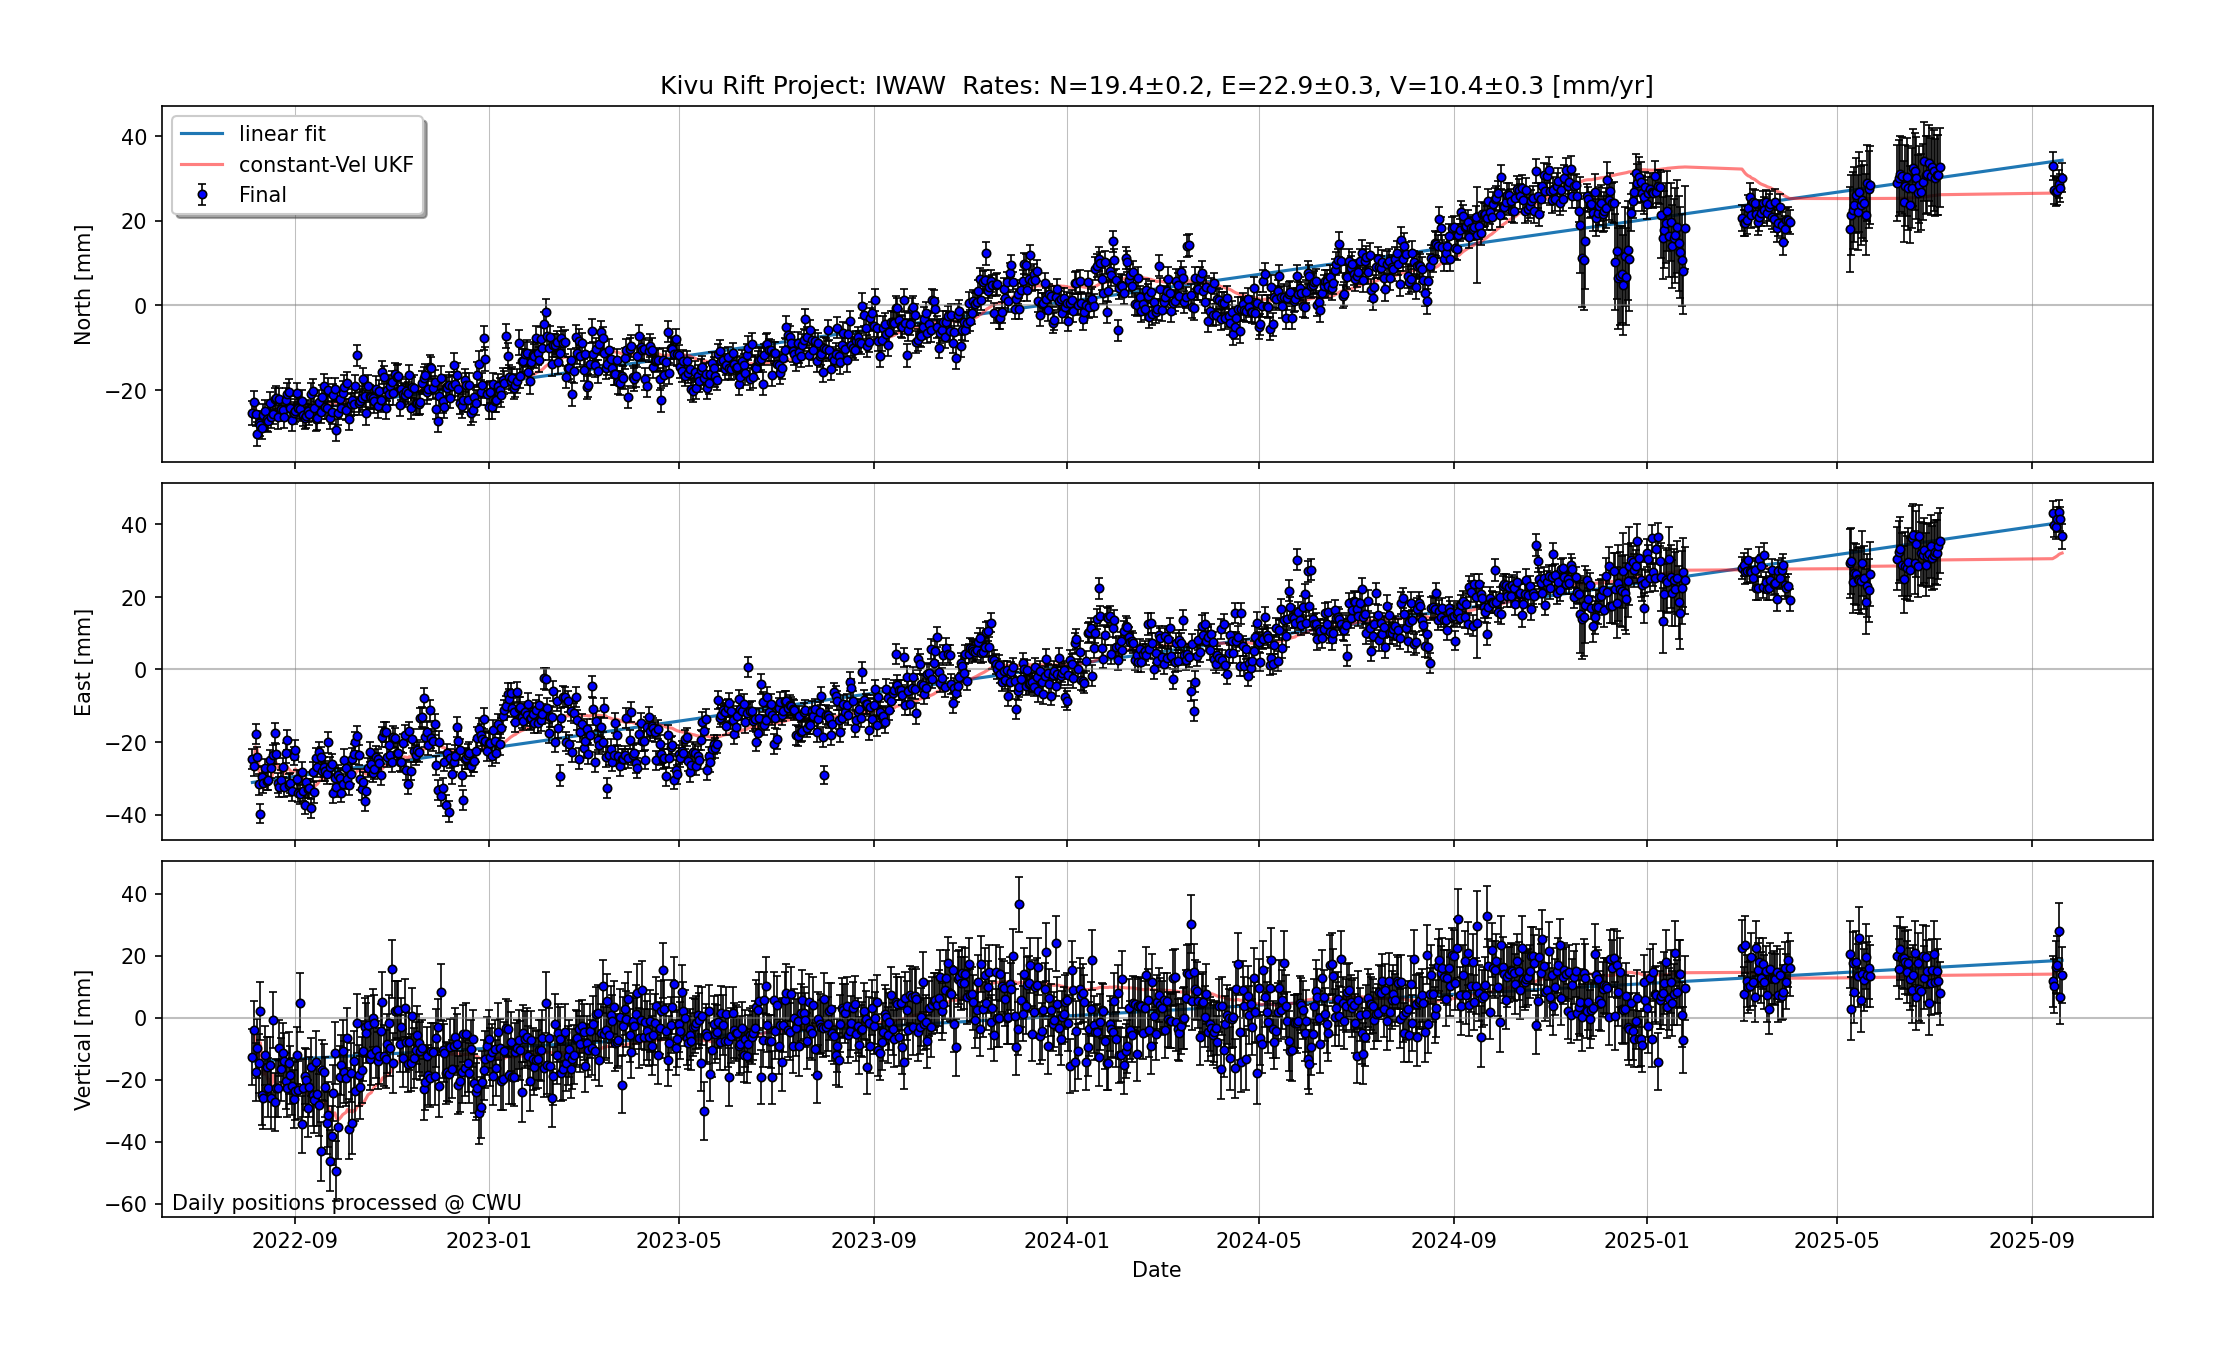 Kivu Rift Project: IWAW  Rates: N=19.4±0.2, E=22.9±0.3, V=10.4±0.3 [mm/yr]
linear fit
constant-Vel UKF
Final
North [mm]
40
20
0
−20
East [mm]
40
20
0
−20
−40
Vertical [mm]
40
20
0
−20
−40
−60
Daily positions processed @ CWU
2022-09 2023-01 2023-05 2023-09 2024-01 2024-05 2024-09 2025-01 2025-05 2025-09
Date